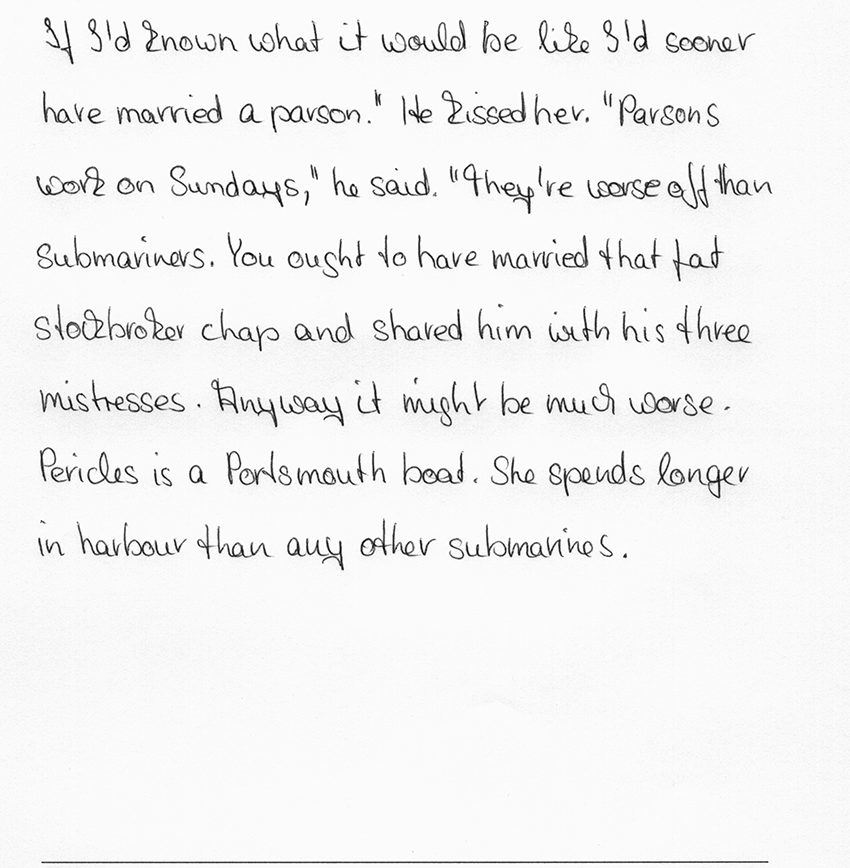 If I'd known what it would be like I'd sooner
have married a parson." He kissed her. "Parsons
work on Sundays," he said. "They're worse off than
submariners. You ought to have married that fat
stockbroker chap and shared him with his three
mistresses. Anyway it might be much worse.
Pericles is a Portsmouth boat. She spends longer
in harbour than any other submarines.